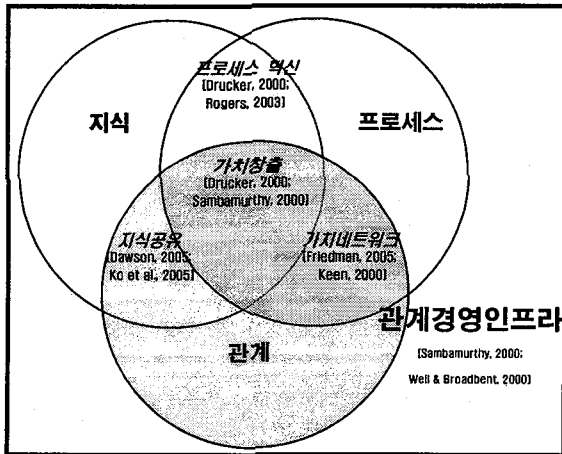 프로세스 혁신
(Drucker, 2000;
Rogers, 2003)
지식
프로세스
가치창출
(Drucker, 2000;
Sambamurthy, 2000)
지식공유
(Dawson, 2005;
Ko et al., 2005)
가치네트워크
(Friedman, 2005;
Keen, 2000)
관계경영인프라
(Sambamurthy, 2000;
Weill & Broadbent, 2000)
관계